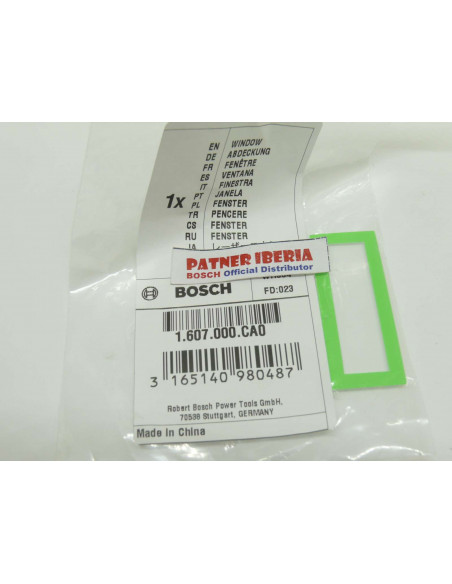 EN WINDOW
DE ABDECKUNG
FR FENÊTRE
ES VENTANA
IT FINESTRA
1x PT JANELA
PL FENSTER
TR PENCERE
CS FENSTER
RU FENSTER
JA
PATNER IBERIA
BOSCH Official Distributor
BOSCH FD:023
1.607.000.CA0
3 165140 980487
Robert Bosch Power Tools GmbH,
70538 Stuttgart, GERMANY
Made in China